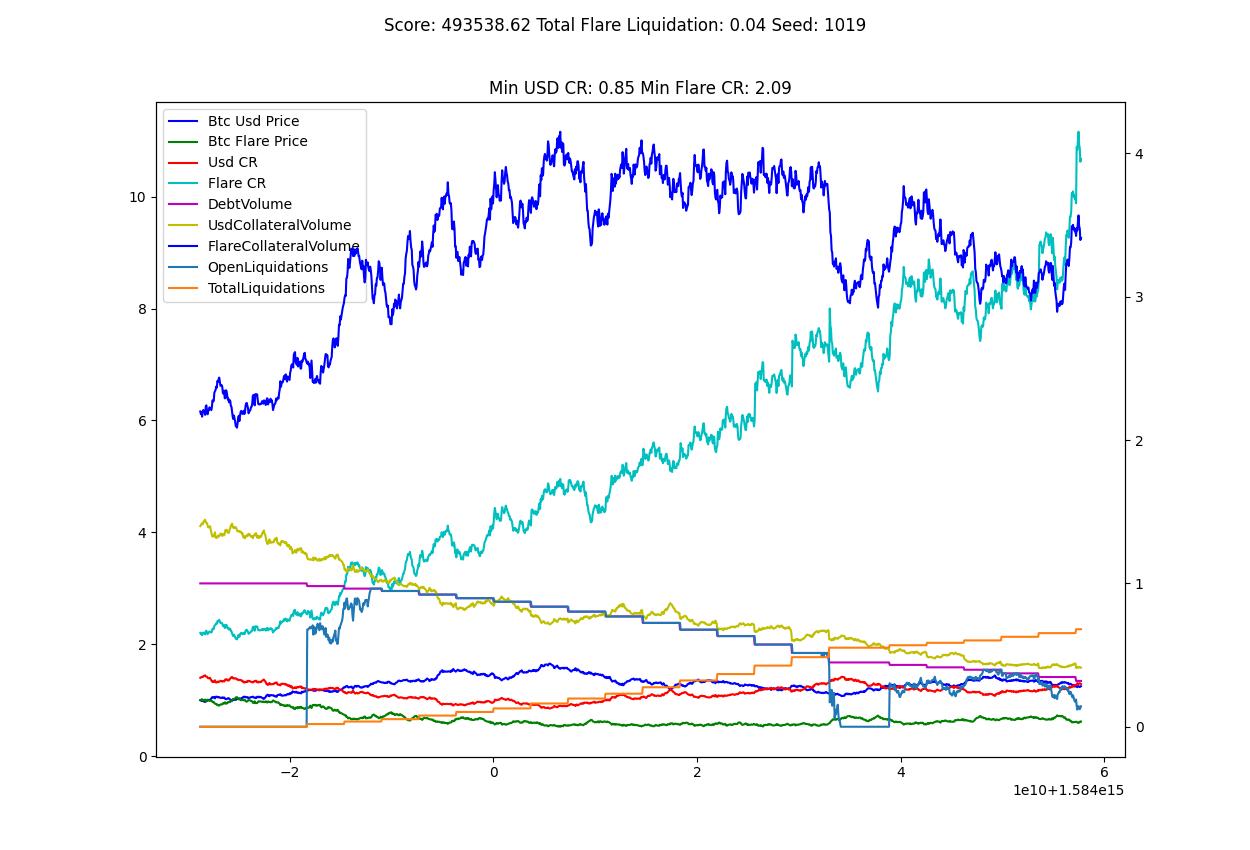 Score: 493538.62 Total Flare Liquidation: 0.04 Seed: 1019
Min USD CR: 0.85 Min Flare CR: 2.09
Btc Usd Price
Btc Flare Price
Usd CR
Flare CR
DebtVolume
UsdCollateralVolume
FlareCollateralVolume
OpenLiquidations
TotalLiquidations
10
8
6
4
2
0
4
3
2
1
0
−2
0
2
4
6
1e10+1.584e15